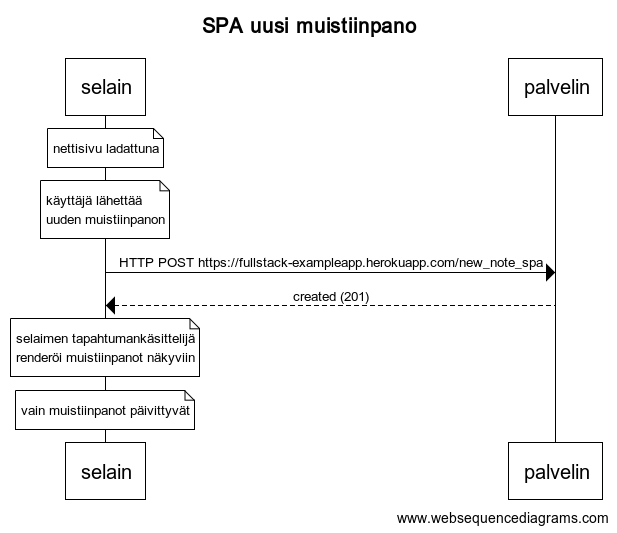 SPA uusi muistiinpano
selain
palvelin
nettisivu ladattuna
käyttäjä lähettää
uuden muistiinpanon
HTTP POST https://fullstack-exampleapp.herokuapp.com/new_note_spa
created (201)
selaimen tapahtumankäsittelijä
renderöi muistiinpanot näkyviin
vain muistiinpanot päivittyvät
selain
palvelin
www.websequencediagrams.com